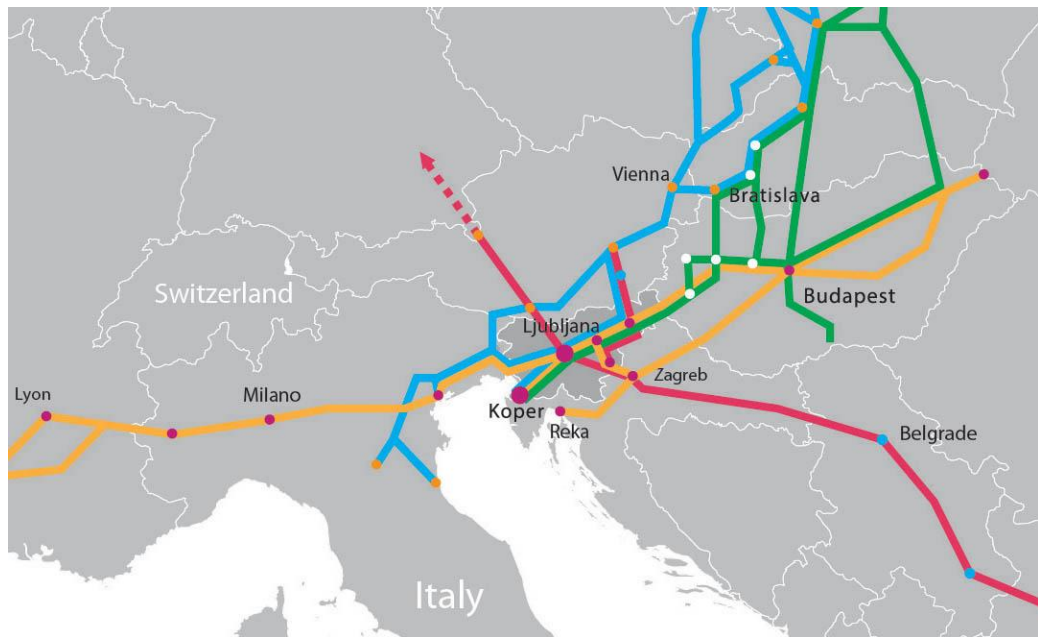 Vienna
Bratislava
Switzerland
Budapest
Ljubljana
Zagreb
Lyon
Milano
Koper
Reka
Belgrade
Italy